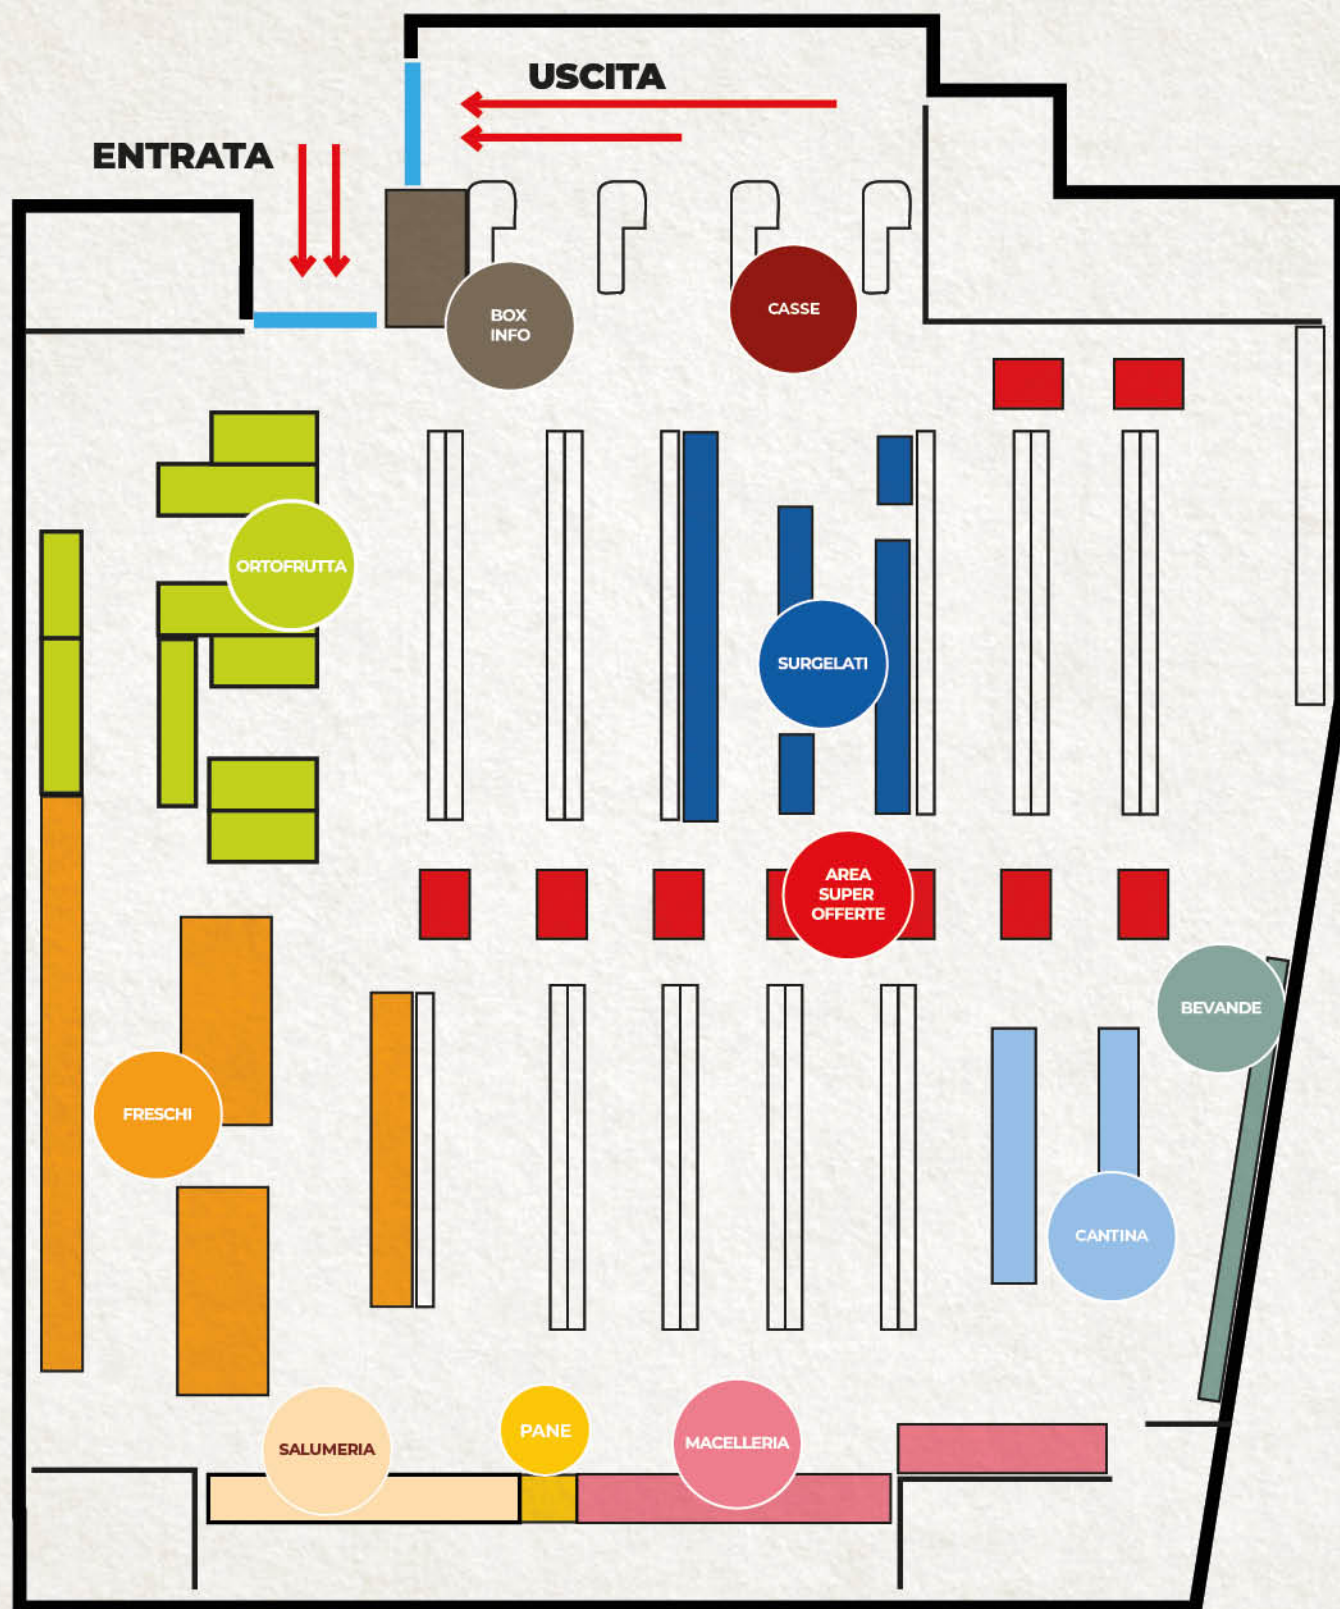 USCITA
ENTRATA
BOX
INFO
CASSE
ORTOFRUTTA
SURGELATI
AREA
SUPER
OFFERTE
BEVANDE
FRESCHI
CANTINA
SALUMERIA
PANE
MACELLERIA